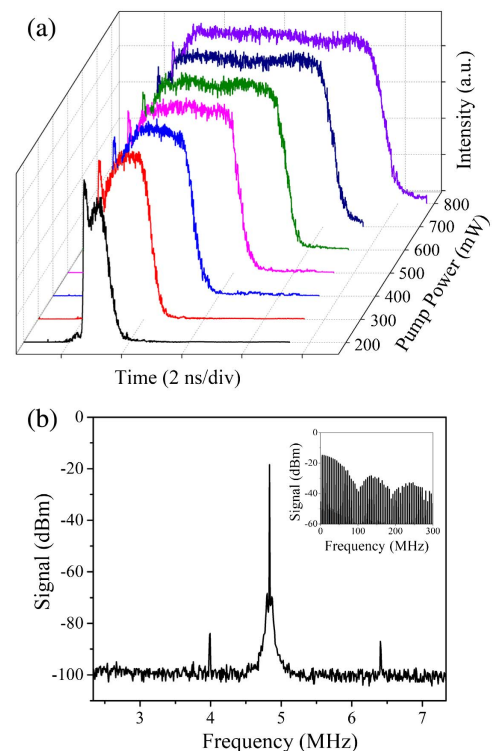 (a)
Intensity (a.u.)
800
700
600
500
400
300
200
Pump Power (mW)
Time (2 ns/div)
(b)
0
-20
-40
-60
-80
-100
Signal (dBm)
3
4
5
6
7
Frequency (MHz)
0
-20
-40
-60
Signal (dBm)
0
100
200
300
Frequency (MHz)